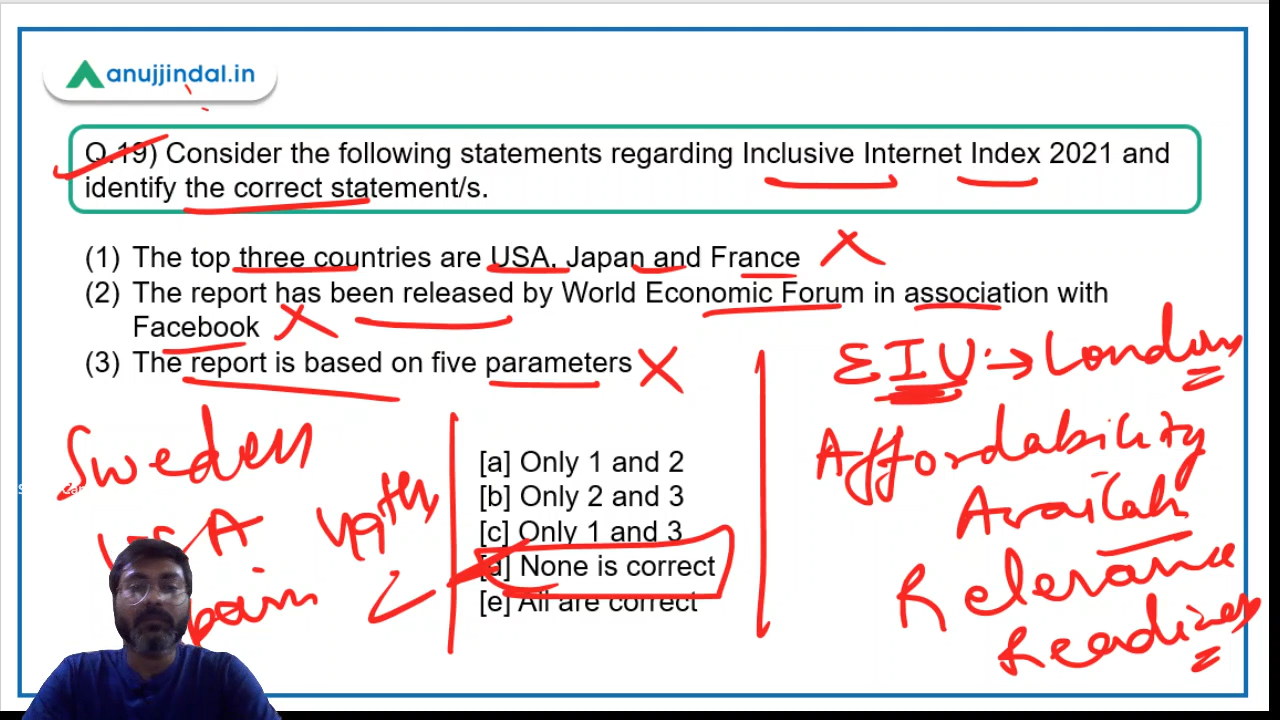 anujjindal.in
Q.19) Consider the following statements regarding Inclusive Internet Index 2021 and
identify the correct statement/s.
(1) The top three countries are USA, Japan and France
(2) The report has been released by World Economic Forum in association with
Facebook
(3) The report is based on five parameters
EIU → London
Sweden
USA
49th
[a] Only 1 and 2
[b] Only 2 and 3
[c] Only 1 and 3
[d] None is correct
[e] All are correct
Affordability
Availab
Relevance
Readiness